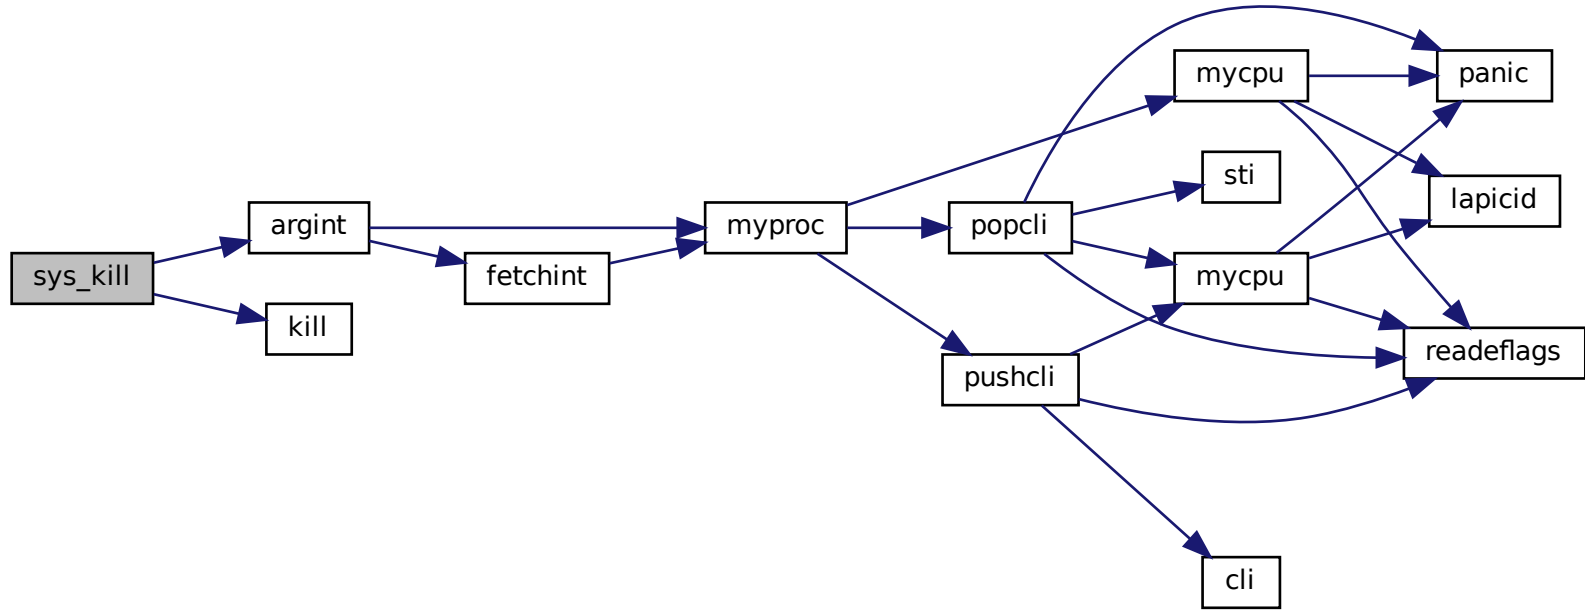 sys_kill
argint
kill
fetchint
myproc
mycpu
popcli
sti
mycpu
pushcli
cli
panic
lapicid
readeflags